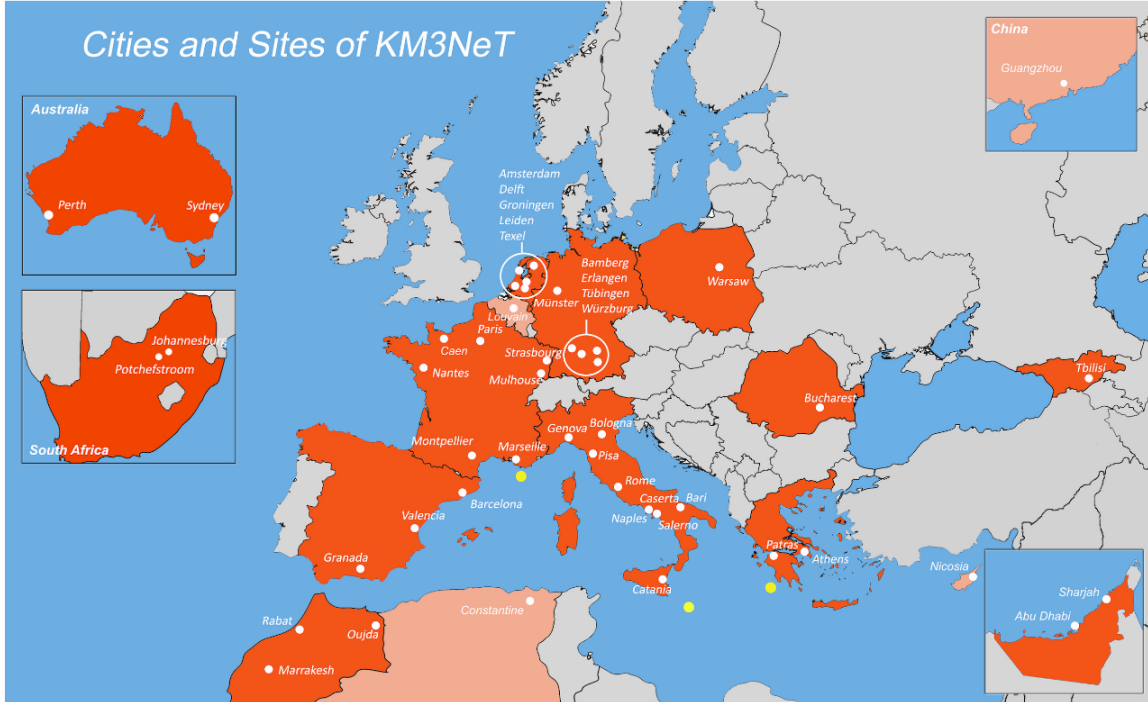 Cities and Sites of KM3NeT
China
Guangzhou
Australia
Perth
Sydney
Amsterdam
Delft
Groningen
Leiden
Texel
Bamberg
Erlangen
Tübingen
Würzburg
Warsaw
Münster
Louvain
Paris
Caen
Strasbourg
Nantes
Mulhouse
Johannesburg
Potchefstroom
South Africa
Tbilisi
Bucharest
Genova
Bologna
Montpellier
Marseille
Pisa
Rome
Barcelona
Caserta
Bari
Naples
Salerno
Valencia
Granada
Patras
Athens
Catania
Nicosia
Sharjah
Abu Dhabi
Constantine
Rabat
Oujda
Marrakesh